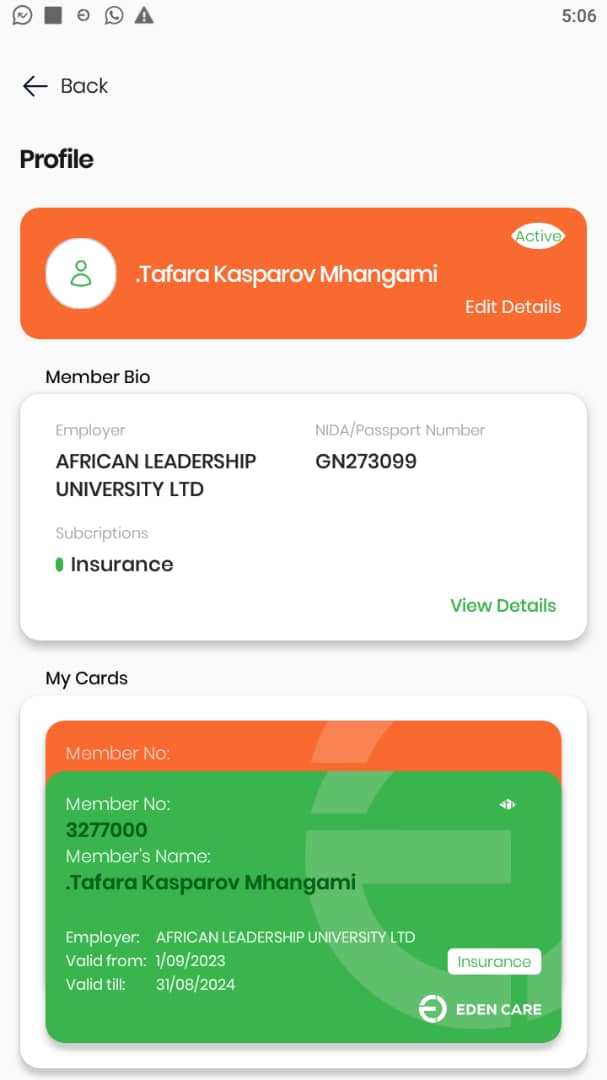 5:06
Back
Profile
Active
.Tafara Kasparov Mhangami
Edit Details
Member Bio
Employer
NIDA/Passport Number
AFRICAN LEADERSHIP
UNIVERSITY LTD
GN273099
Subcriptions
Insurance
View Details
My Cards
Member No:
Member No:
3277000
Member's Name:
.Tafara Kasparov Mhangami
Employer: AFRICAN LEADERSHIP UNIVERSITY LTD
Valid from: 1/09/2023
Insurance
Valid till: 31/08/2024
EDEN CARE